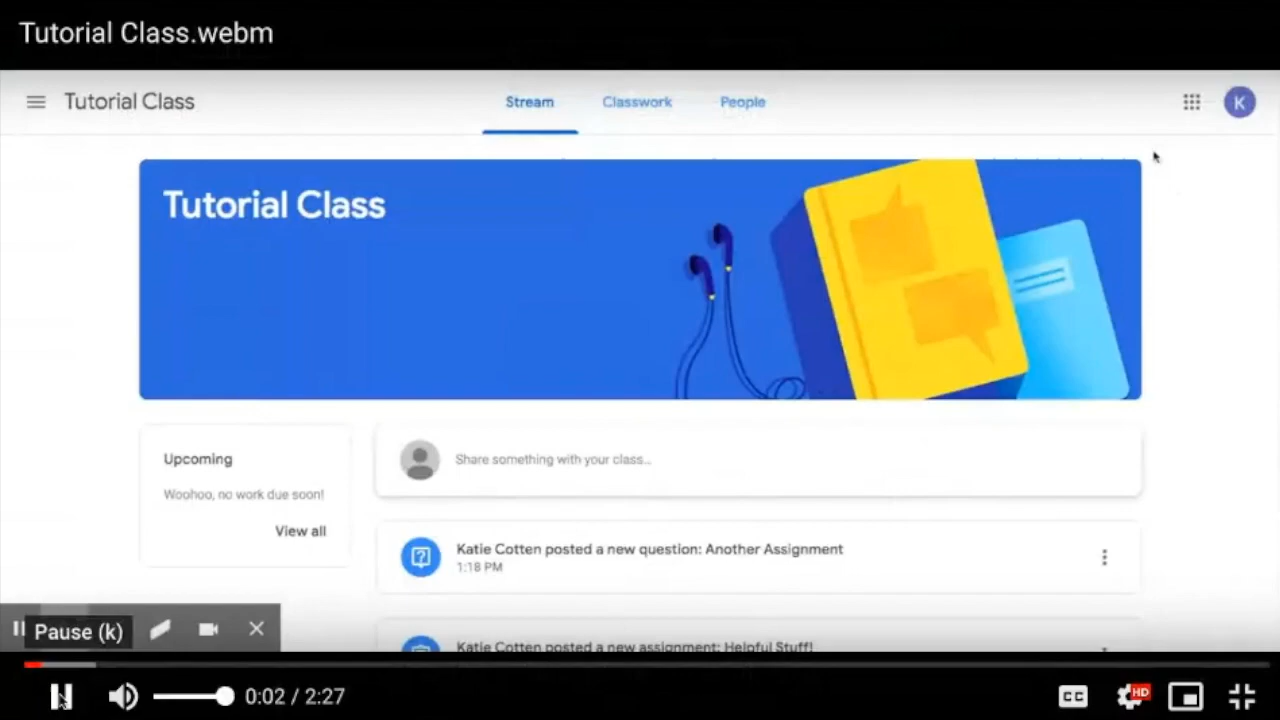 Tutorial Class.webm
Tutorial Class
Stream
Classwork
People
K
Tutorial Class
Upcoming
Woohoo, no work due soon!
View all
Share something with your class...
Katie Cotten posted a new question: Another Assignment
1:18 PM
Katie Cotten posted a new assignment: Helpful Stuff!
Pause (k)
0:02 / 2:27
CC
HD